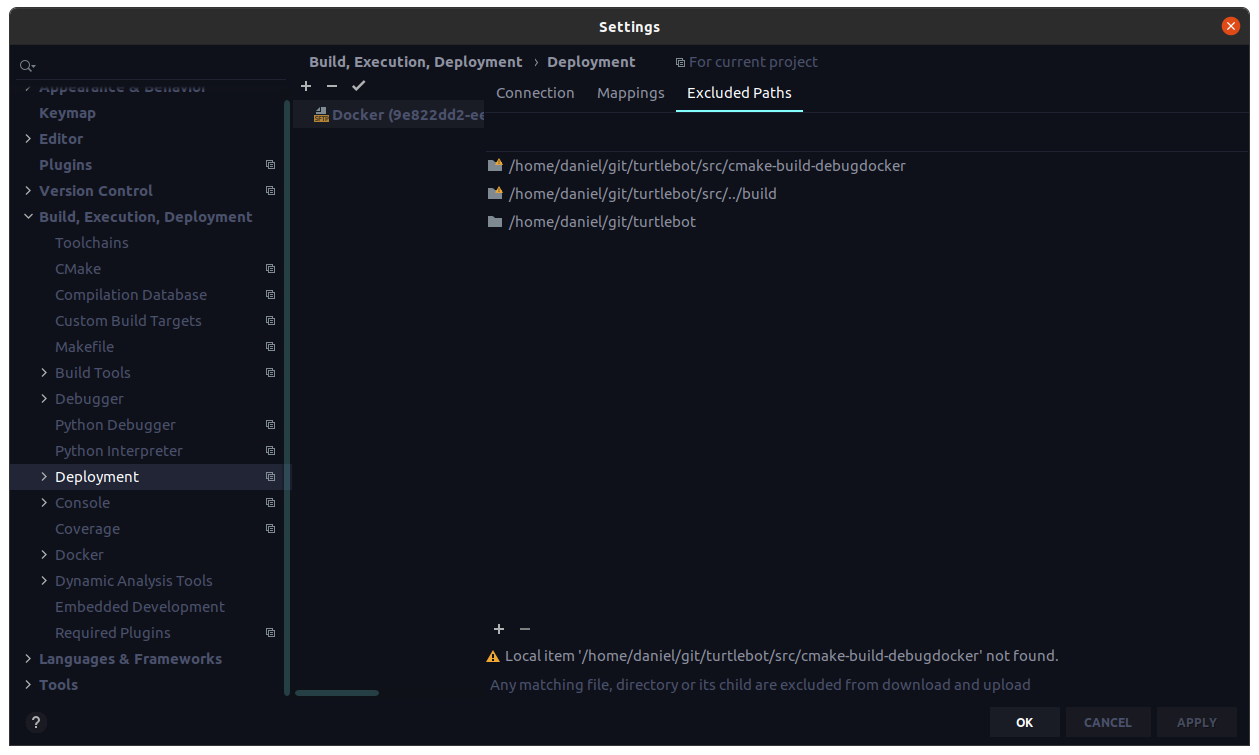 Settings
Build, Execution, Deployment › Deployment For current project
Appearance & Behavior
Keymap
Editor
Plugins
Version Control
Build, Execution, Deployment
Toolchains
CMake
Compilation Database
Custom Build Targets
Makefile
Build Tools
Debugger
Python Debugger
Python Interpreter
Deployment
Console
Coverage
Docker
Dynamic Analysis Tools
Embedded Development
Required Plugins
Languages & Frameworks
Tools
?
SFTP Docker (9e822dd2-ee
Connection Mappings Excluded Paths
/home/daniel/git/turtlebot/src/cmake-build-debugdocker
/home/daniel/git/turtlebot/src/../build
/home/daniel/git/turtlebot
Local item '/home/daniel/git/turtlebot/src/cmake-build-debugdocker' not found.
Any matching file, directory or its child are excluded from download and upload
OK CANCEL APPLY